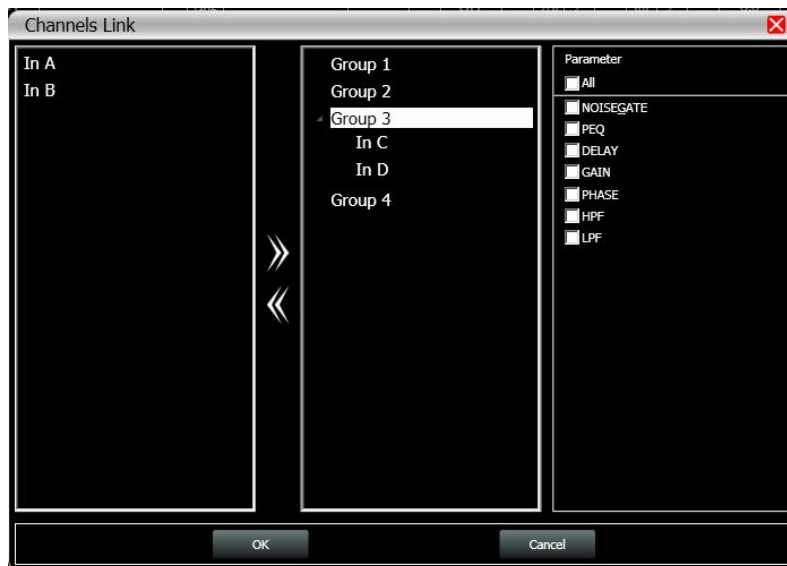 Channels Link
In A
In B
Group 1
Group 2
Group 3
In C
In D
Group 4
Parameter
All
NOISEGATE
PEQ
DELAY
GAIN
PHASE
HPF
LPF
OK
Cancel